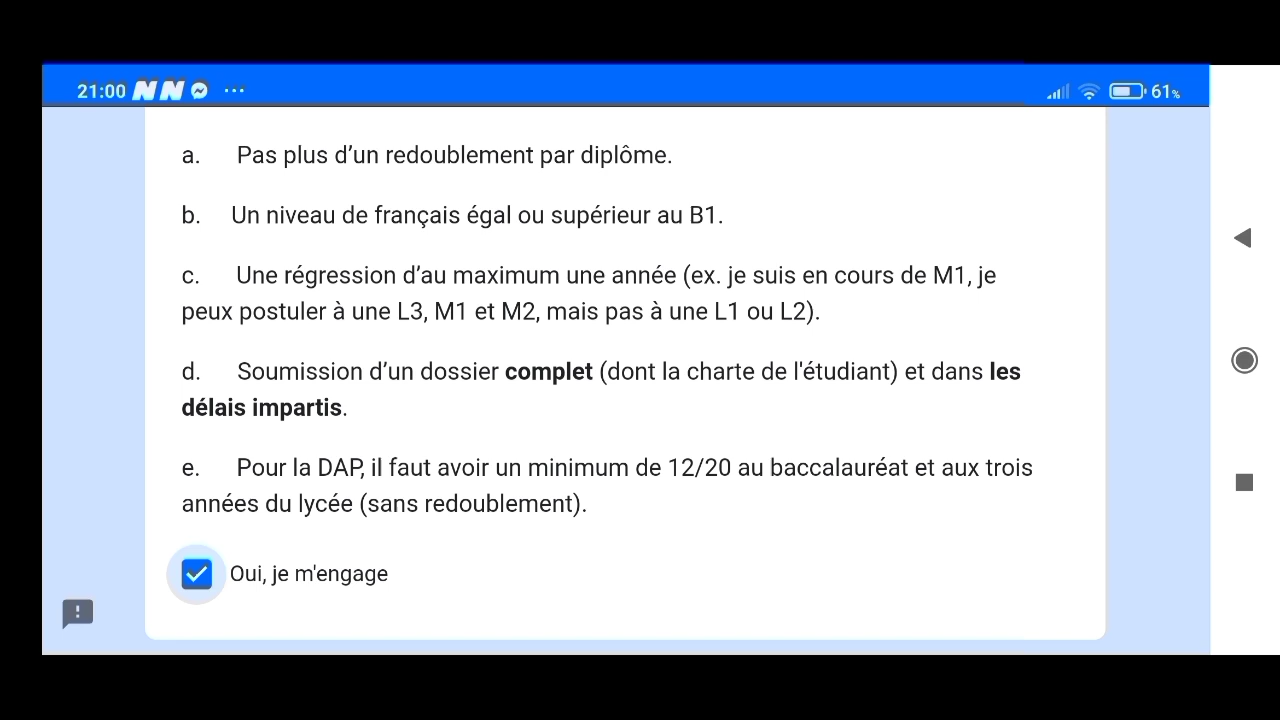 21:00 NN ... 61%
a. Pas plus d’un redoublement par diplôme.
b. Un niveau de français égal ou supérieur au B1.
c. Une régression d’au maximum une année (ex. je suis en cours de M1, je
peux postuler à une L3, M1 et M2, mais pas à une L1 ou L2).
d. Soumission d’un dossier complet (dont la charte de l'étudiant) et dans les
délais impartis.
e. Pour la DAP, il faut avoir un minimum de 12/20 au baccalauréat et aux trois
années du lycée (sans redoublement).
Oui, je m'engage